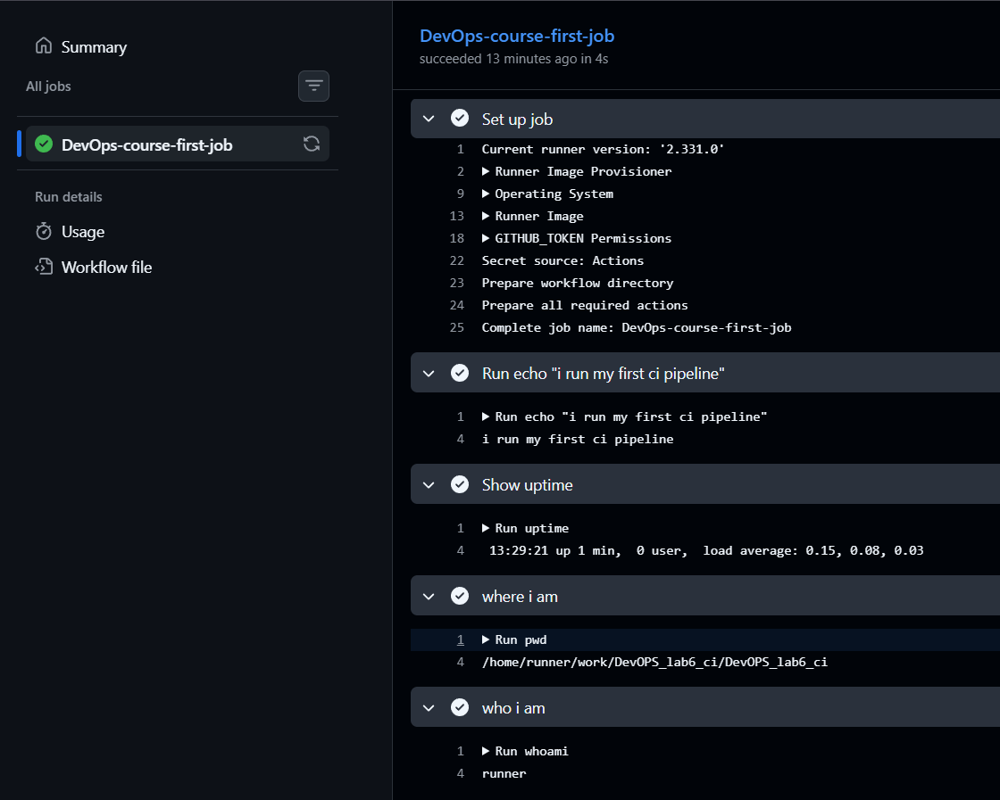 Summary
All jobs
DevOps-course-first-job
Run details
Usage
Workflow file
DevOps-course-first-job
succeeded 13 minutes ago in 4s
Set up job
1 Current runner version: '2.331.0'
2 Runner Image Provisioner
9 Operating System
13 Runner Image
18 GITHUB_TOKEN Permissions
22 Secret source: Actions
23 Prepare workflow directory
24 Prepare all required actions
25 Complete job name: DevOps-course-first-job
Run echo "i run my first ci pipeline"
1 Run echo "i run my first ci pipeline"
4 i run my first ci pipeline
Show uptime
1 Run uptime
4 13:29:21 up 1 min,  0 user,  load average: 0.15, 0.08, 0.03
where i am
1 Run pwd
4 /home/runner/work/DevOPS_lab6_ci/DevOPS_lab6_ci
who i am
1 Run whoami
4 runner